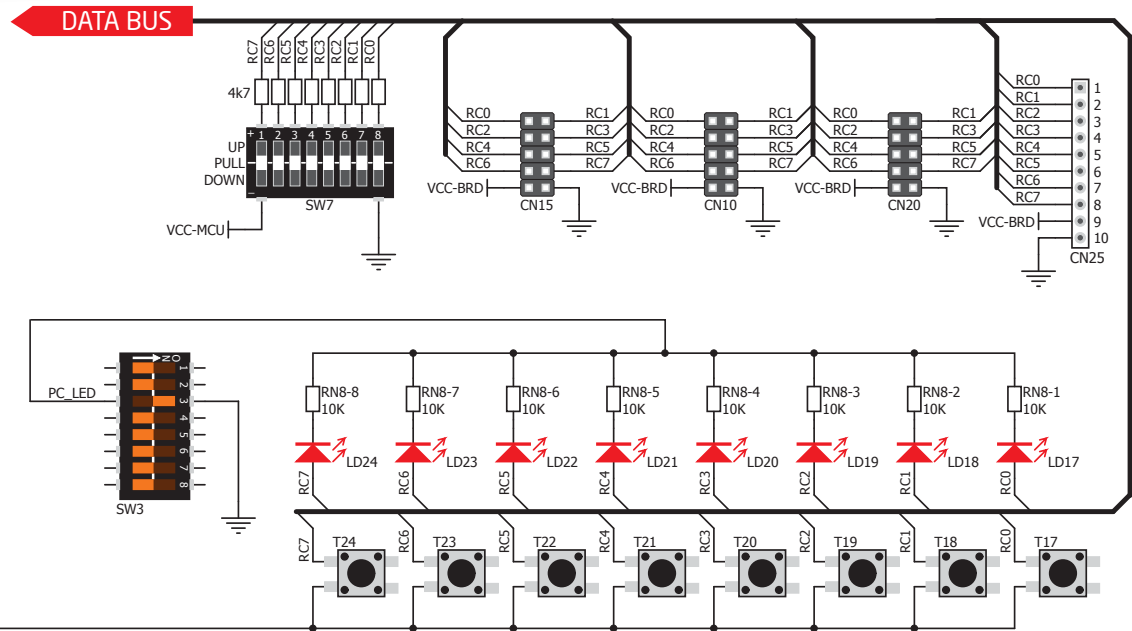 DATA BUS
RC7 RC6 RC5 RC4 RC3 RC2 RC1 RC0
4k7
+ 1 2 3 4 5 6 7 8
UP
PULL
DOWN
−
SW7
VCC-MCU
RC0 RC1
RC2 RC3
RC4 RC5
RC6 RC7
VCC-BRD
CN15
RC0 RC1
RC2 RC3
RC4 RC5
RC6 RC7
VCC-BRD
CN10
RC0 RC1
RC2 RC3
RC4 RC5
RC6 RC7
VCC-BRD
CN20
RC0 1
RC1 2
RC2 3
RC3 4
RC4 5
RC5 6
RC6 7
RC7 8
VCC-BRD 9
10
CN25
PC_LED
ON
1
2
3
4
5
6
7
8
SW3
RN8-8 RN8-7 RN8-6 RN8-5 RN8-4 RN8-3 RN8-2 RN8-1
10K 10K 10K 10K 10K 10K 10K 10K
LD24 LD23 LD22 LD21 LD20 LD19 LD18 LD17
RC7 RC6 RC5 RC4 RC3 RC2 RC1 RC0
RC7 RC6 RC5 RC4 RC3 RC2 RC1 RC0
T24 T23 T22 T21 T20 T19 T18 T17